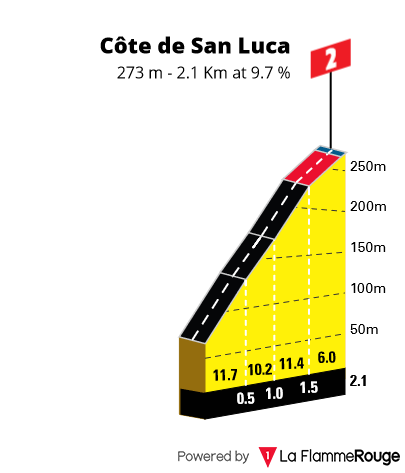 Côte de San Luca
273 m - 2.1 Km at 9.7 %
2
250m
200m
150m
100m
50m
11.7 10.2 11.4 6.0
0.5 1.0 1.5 2.1
Powered by 1 La FlammeRouge